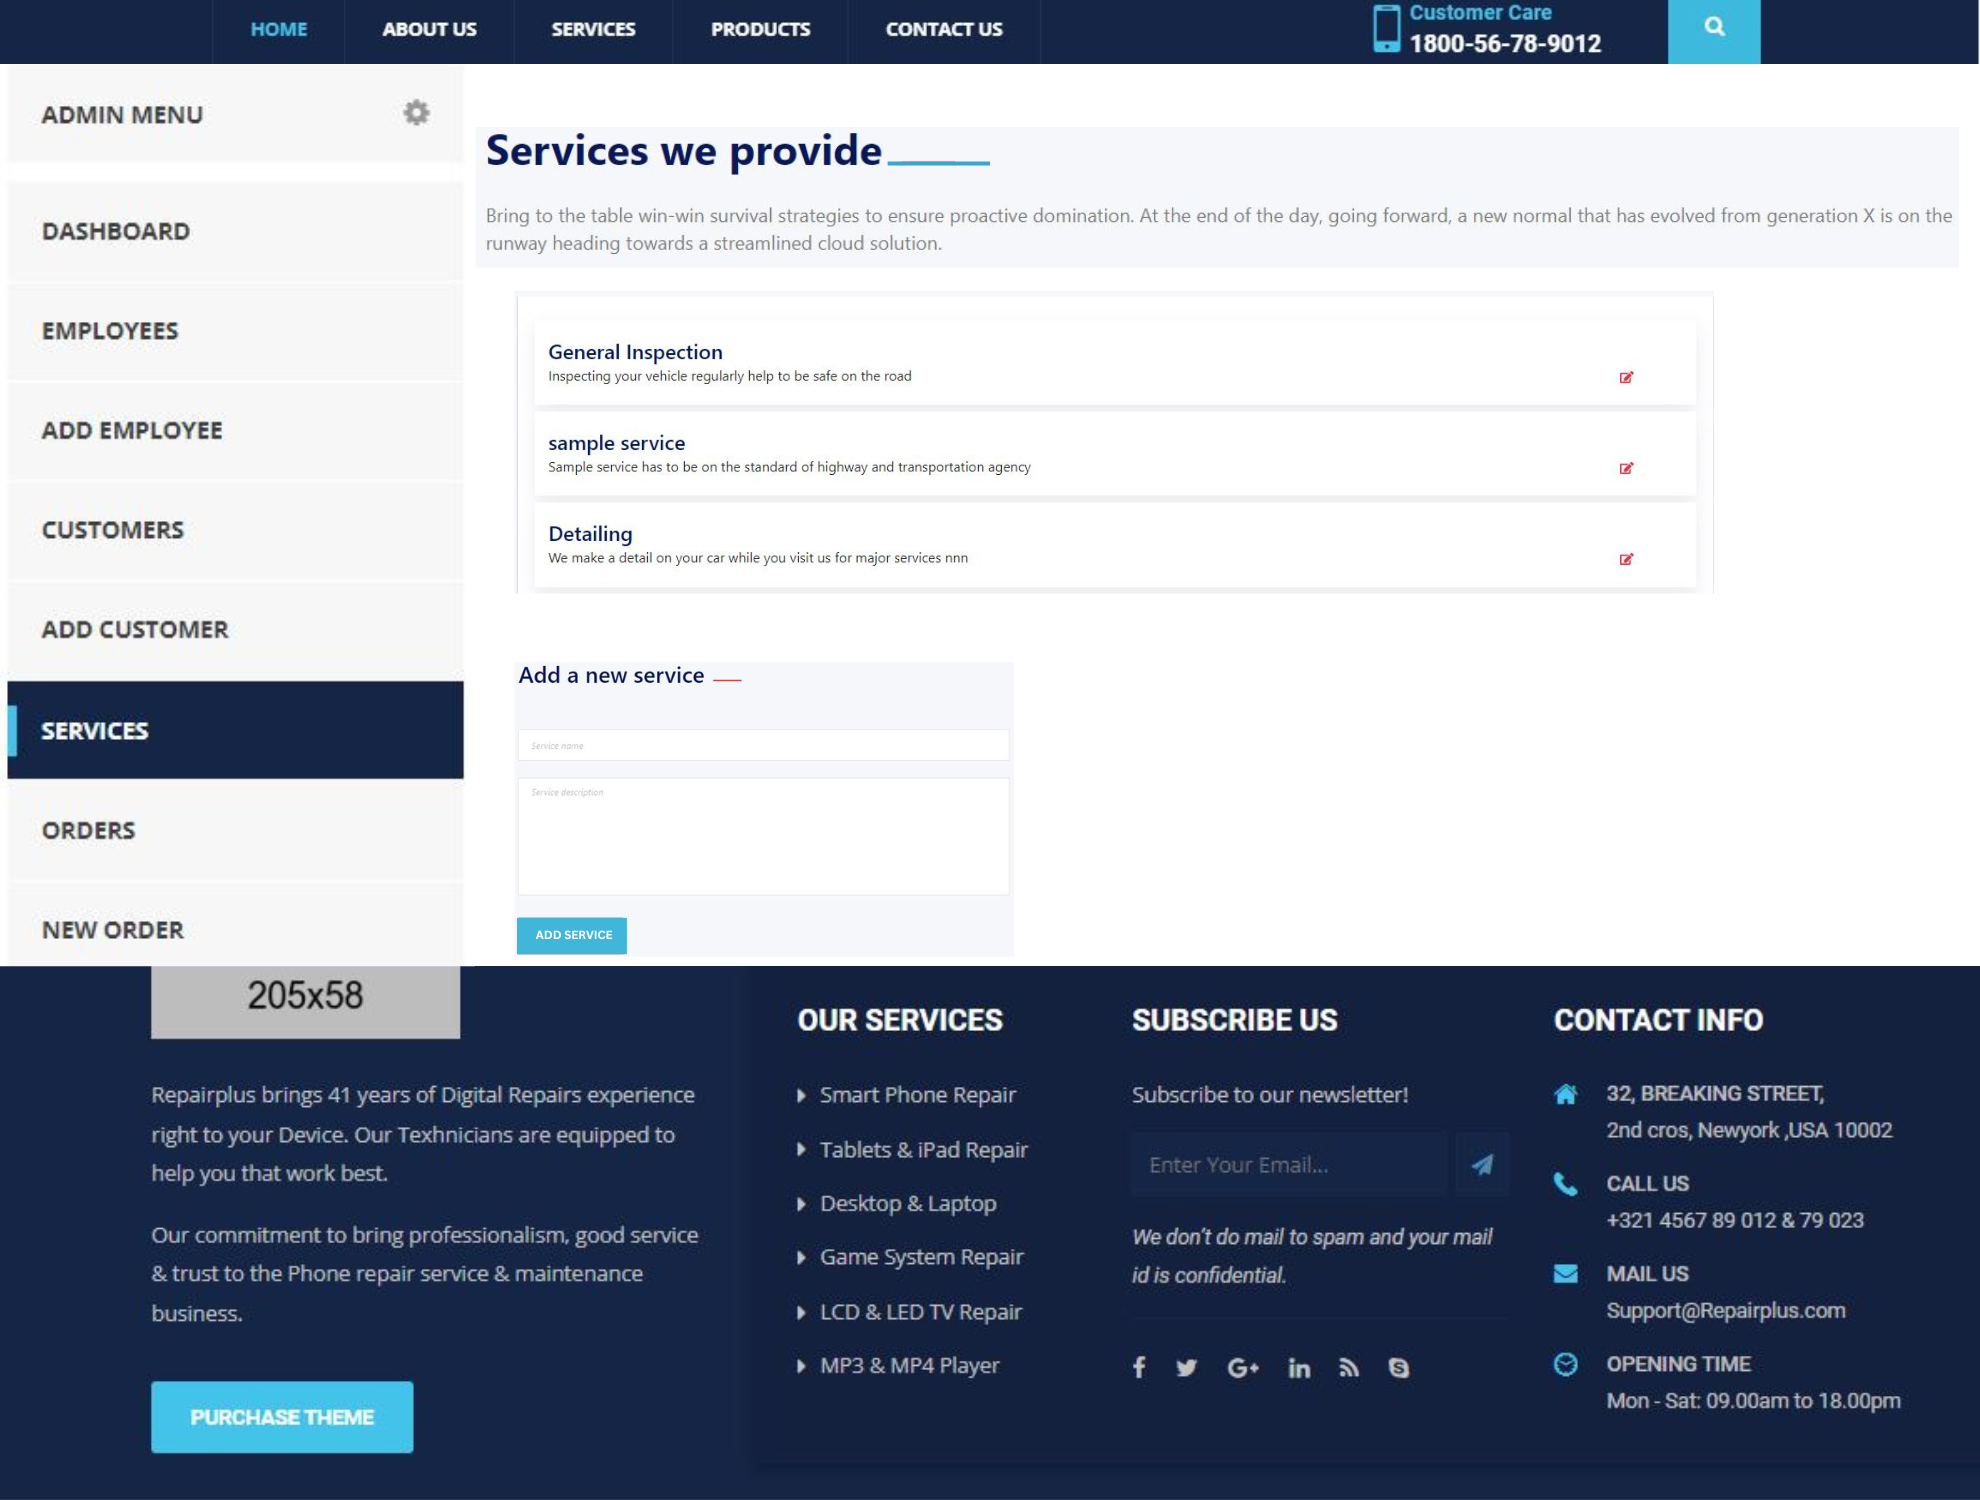 HOME
ABOUT US
SERVICES
PRODUCTS
CONTACT US
Customer Care
1800-56-78-9012
ADMIN MENU
DASHBOARD
EMPLOYEES
ADD EMPLOYEE
CUSTOMERS
ADD CUSTOMER
SERVICES
ORDERS
NEW ORDER
Services we provide
Bring to the table win-win survival strategies to ensure proactive domination. At the end of the day, going forward, a new normal that has evolved from generation X is on the
runway heading towards a streamlined cloud solution.
General Inspection
Inspecting your vehicle regularly help to be safe on the road
sample service
Sample service has to be on the standard of highway and transportation agency
Detailing
We make a detail on your car while you visit us for major services nnn
Add a new service
Service name
Service description
ADD SERVICE
205x58
Repairplus brings 41 years of Digital Repairs experience
right to your Device. Our Texhnicians are equipped to
help you that work best.
Our commitment to bring professionalism, good service
& trust to the Phone repair service & maintenance
business.
PURCHASE THEME
OUR SERVICES
Smart Phone Repair
Tablets & iPad Repair
Desktop & Laptop
Game System Repair
LCD & LED TV Repair
MP3 & MP4 Player
SUBSCRIBE US
Subscribe to our newsletter!
Enter Your Email...
We don't do mail to spam and your mail
id is confidential.
CONTACT INFO
32, BREAKING STREET,
2nd cros, Newyork ,USA 10002
CALL US
+321 4567 89 012 & 79 023
MAIL US
Support@Repairplus.com
OPENING TIME
Mon - Sat: 09.00am to 18.00pm